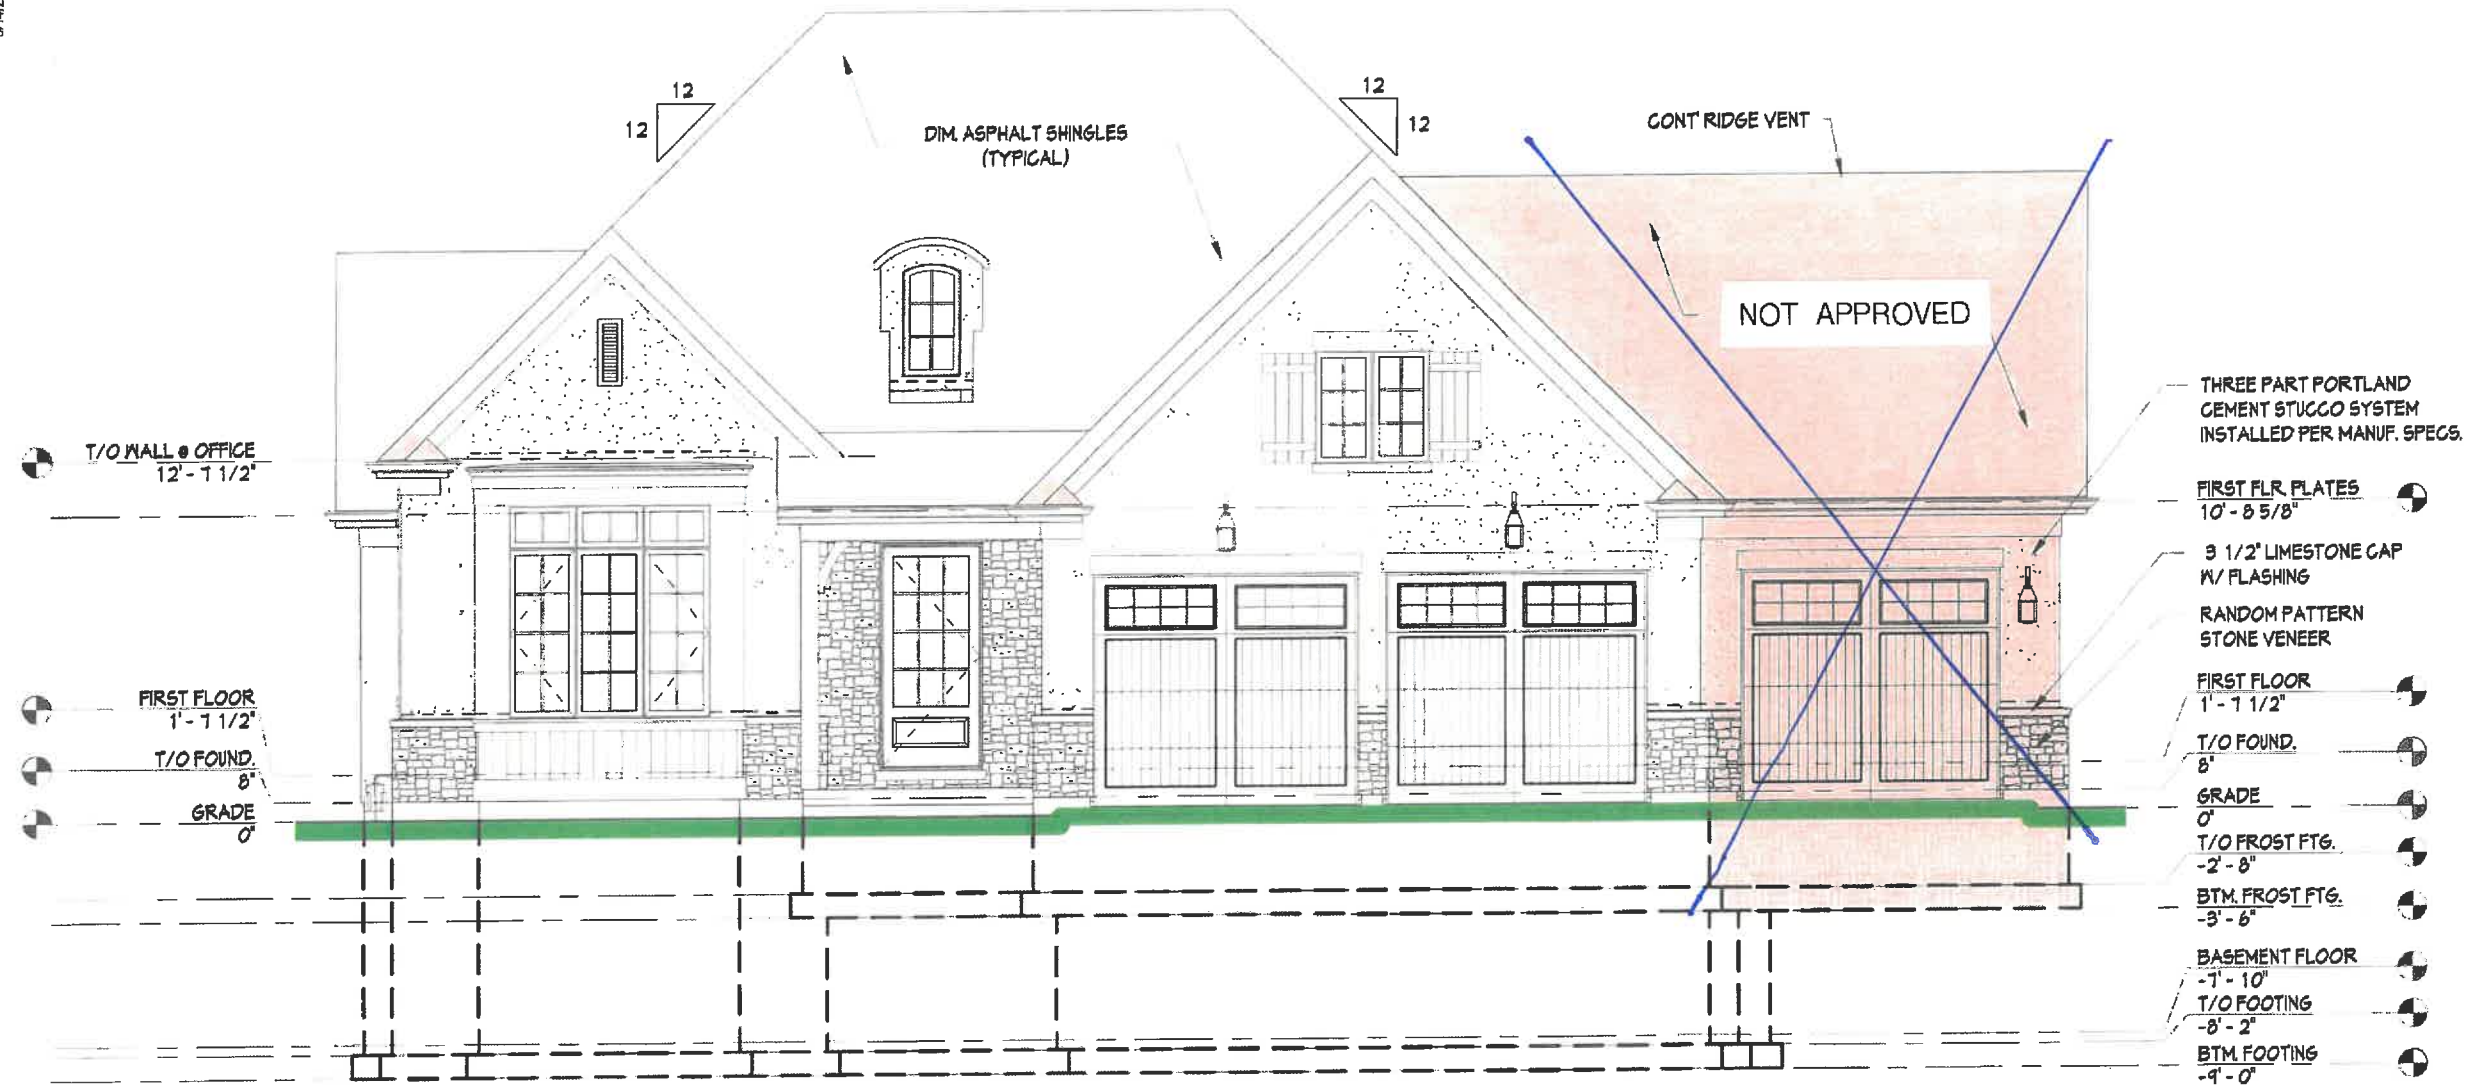 12
12
12
12
DIM. ASPHALT SHINGLES
(TYPICAL)
CONT RIDGE VENT
NOT APPROVED
THREE PART PORTLAND
CEMENT STUCCO SYSTEM
INSTALLED PER MANUF. SPECS.
T/O WALL @ OFFICE
12' - 7 1/2"
FIRST FLR. PLATES
10' - 8 5/8"
3 1/2" LIMESTONE CAP
W/ FLASHING
RANDOM PATTERN
STONE VENEER
FIRST FLOOR
1' - 7 1/2"
T/O FOUND.
8"
GRADE
0"
FIRST FLOOR
1' - 7 1/2"
T/O FOUND.
8"
GRADE
0"
T/O FROST FTG.
-2' - 8"
BTM. FROST FTG.
-3' - 6"
BASEMENT FLOOR
-7' - 10"
T/O FOOTING
-8' - 2"
BTM. FOOTING
-9' - 0"